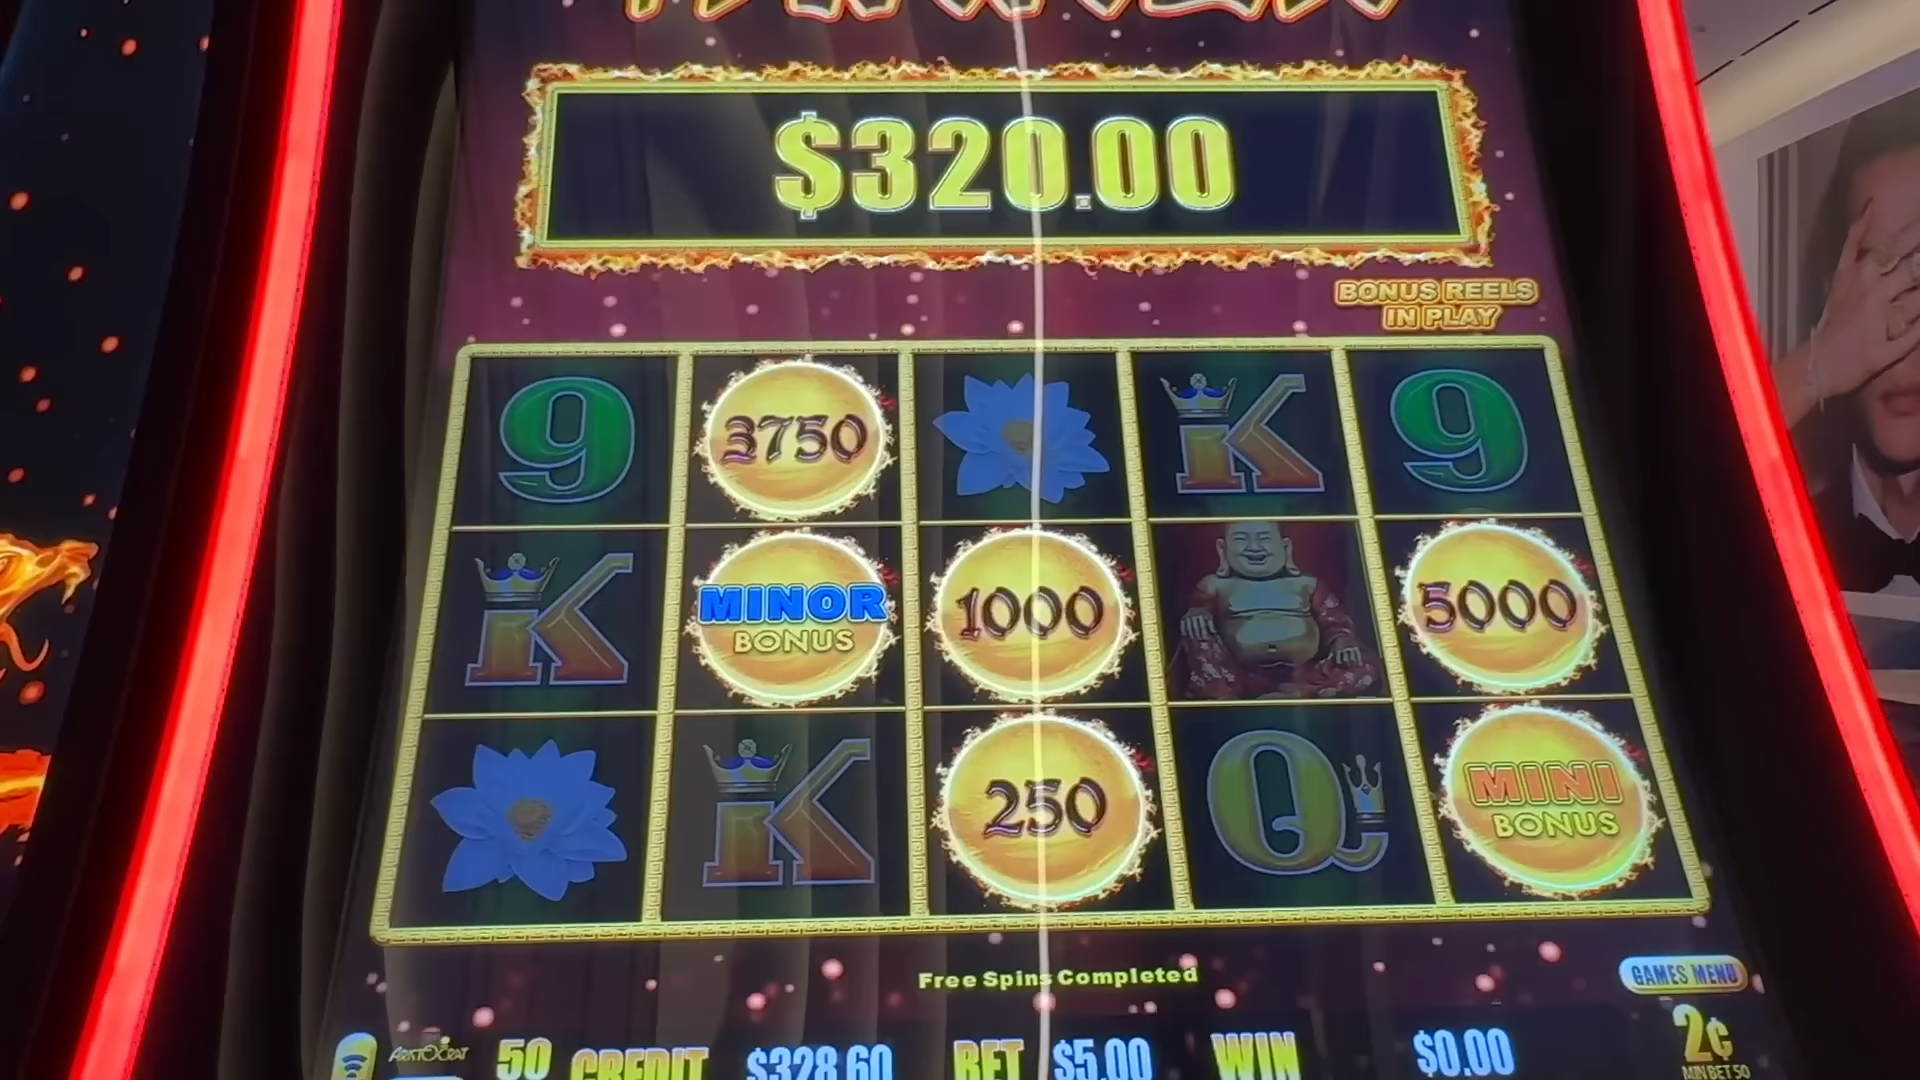 $320.00
BONUS REELS
IN PLAY
9
3750
K
9
K
MINOR
BONUS
1000
5000
K
250
Q
MINI
BONUS
Free Spins Completed
GAMES MENU
ARISTOCRAT
50
CREDIT
$328.60
BET
$5.00
WIN
$0.00
2¢
MIN BET 50